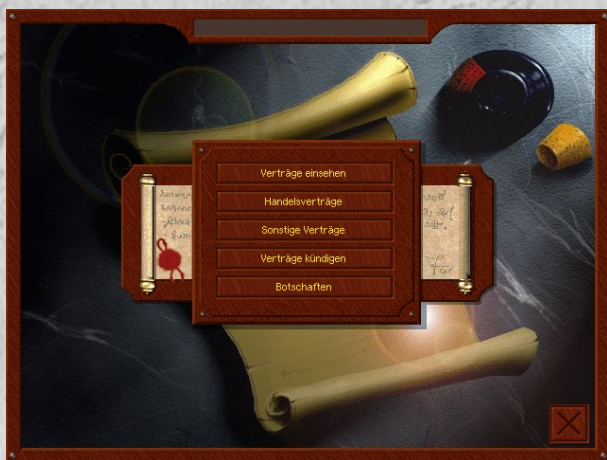 Verträge einsehen
Handelsverträge
Sonstige Verträge
Verträge kündigen
Botschaften